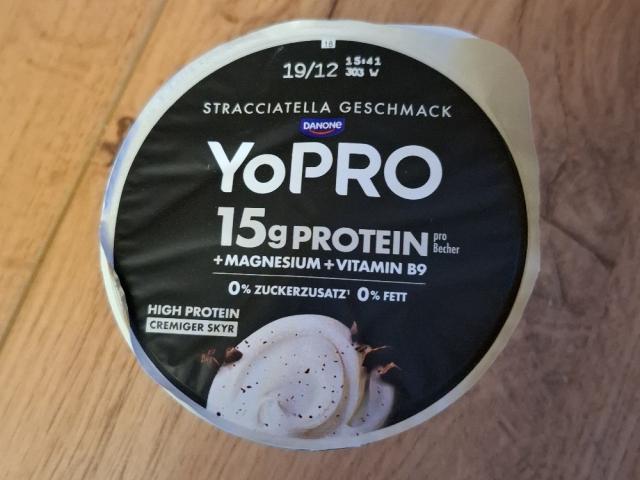 18
19/12 15:41
303 W
STRACCIATELLA GESCHMACK
DANONE
YoPRO
15g PROTEIN pro Becher
+MAGNESIUM +VITAMIN B9
0% ZUCKERZUSATZ¹ 0% FETT
HIGH PROTEIN
CREMIGER SKYR